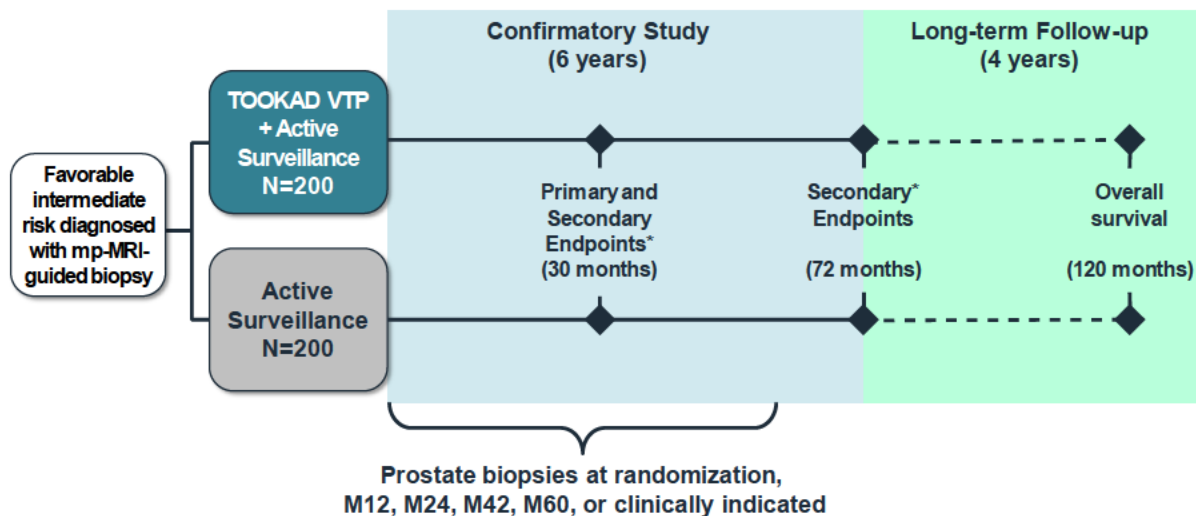 Confirmatory Study
(6 years)
Long-term Follow-up
(4 years)
TOOKAD VTP
+ Active
Surveillance
N=200
Favorable
intermediate
risk diagnosed
with mp-MRI-
guided biopsy
Primary and
Secondary
Endpoints*
(30 months)
Secondary*
Endpoints
(72 months)
Overall
survival
(120 months)
Active
Surveillance
N=200
Prostate biopsies at randomization,
M12, M24, M42, M60, or clinically indicated